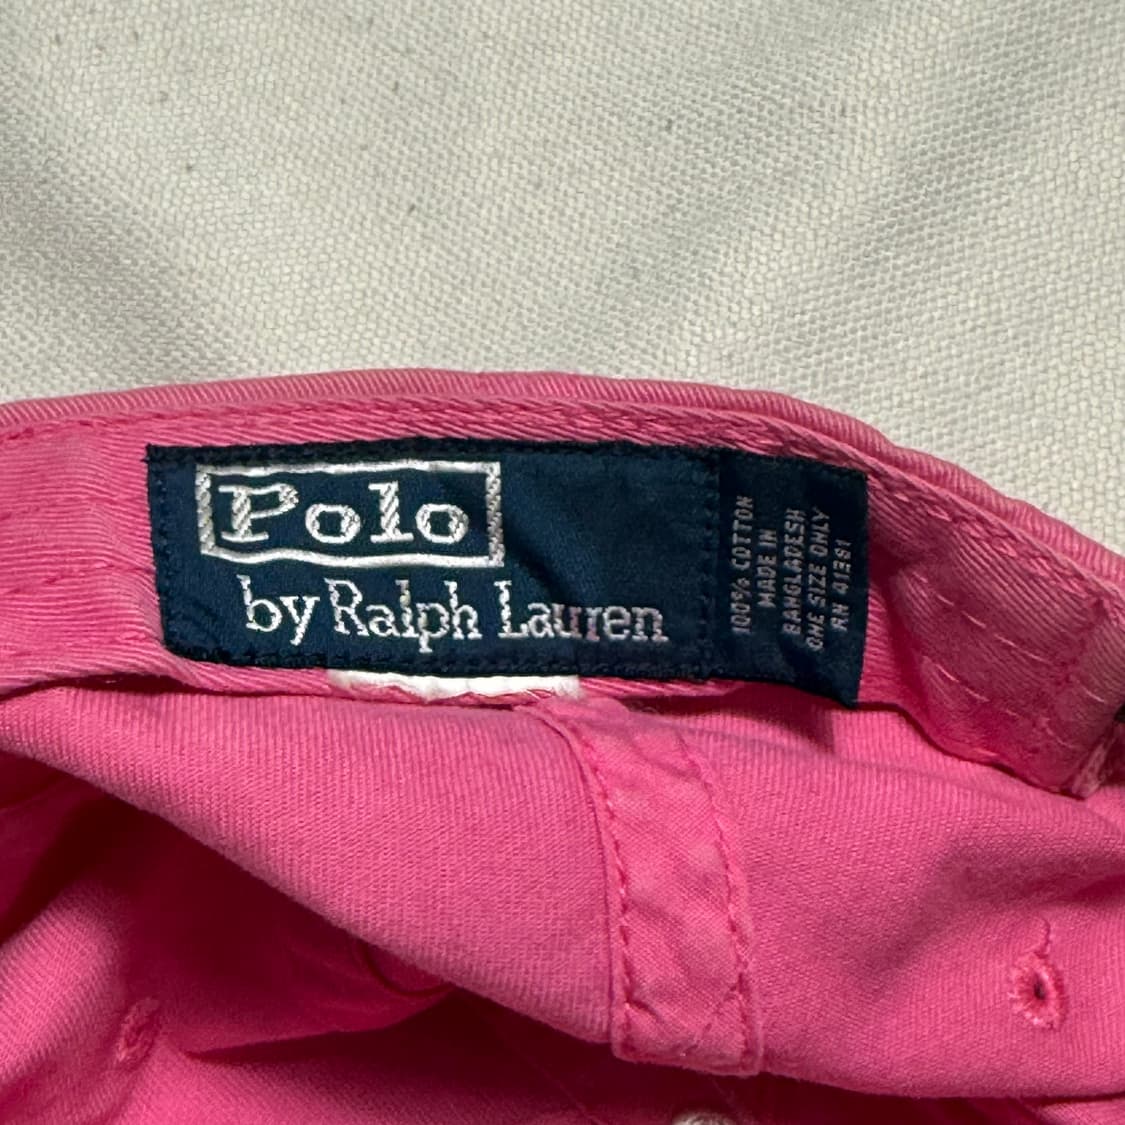 Polo
by Ralph Lauren
100% COTTON
MADE IN
BANGLADESH
ONE SIZE ONLY
RN 41381